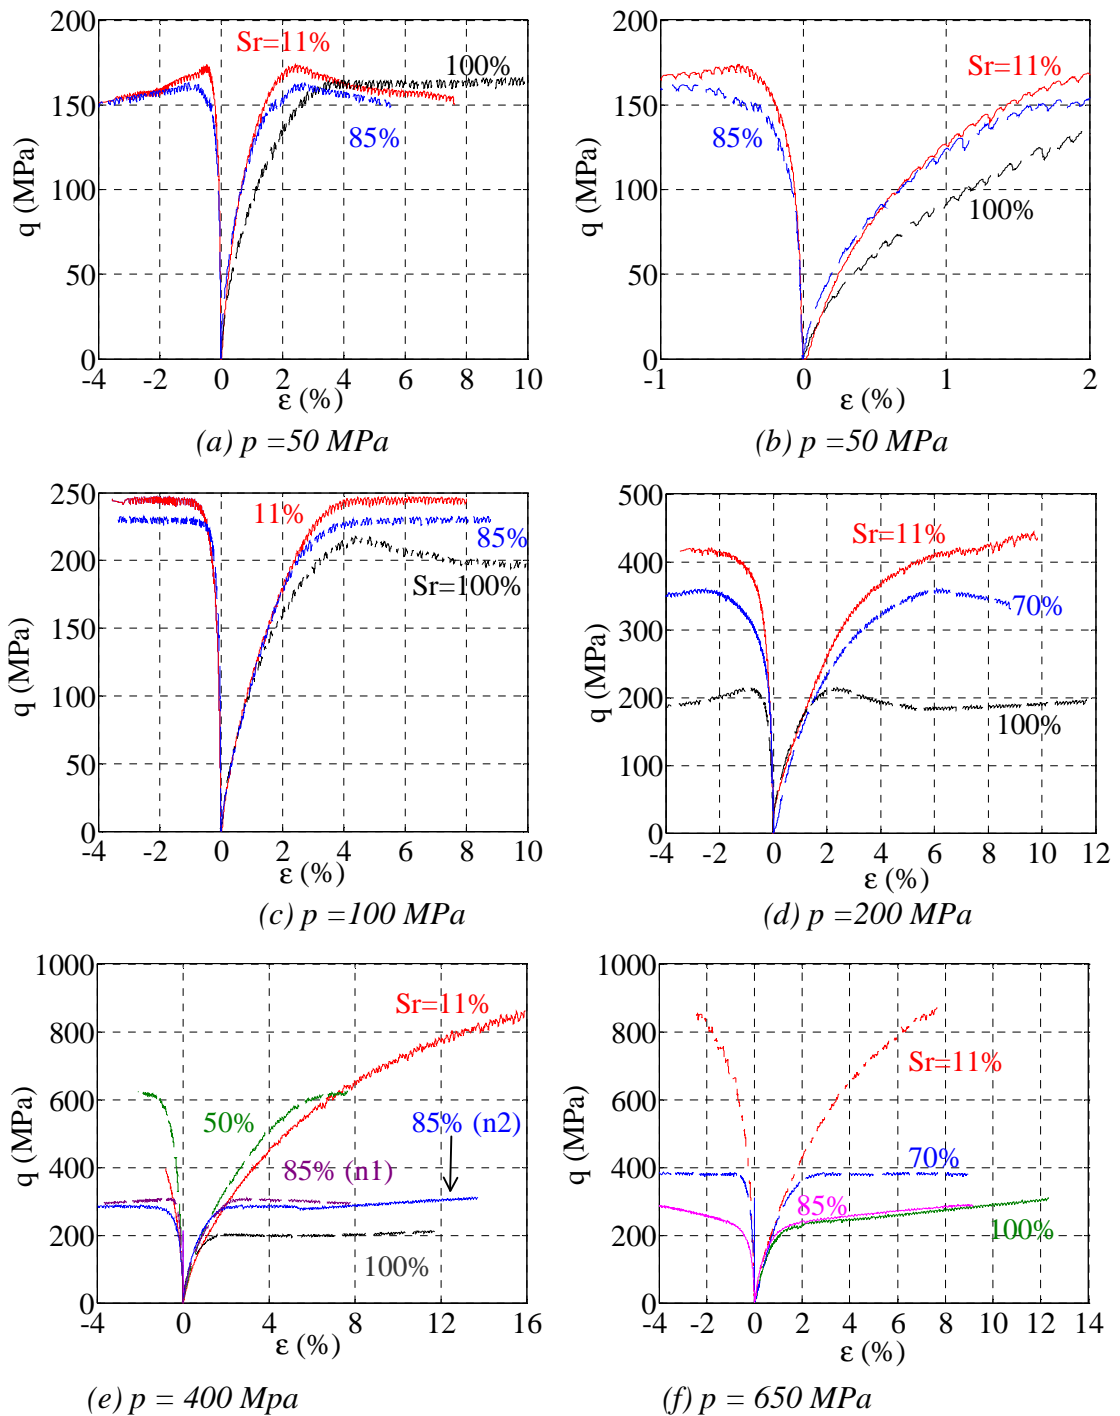 200
150
100
50
0
q (MPa)
Sr=11%
100%
85%
-4 -2 0 2 4 6 8 10
ε (%)
(a) p =50 MPa
200
150
100
50
0
q (MPa)
Sr=11%
85%
100%
-1 0 1 2
ε (%)
(b) p =50 MPa
250
200
150
100
50
0
q (MPa)
11%
85%
Sr=100%
-4 -2 0 2 4 6 8 10
ε (%)
(c) p =100 MPa
500
400
300
200
100
0
q (MPa)
Sr=11%
70%
100%
-4 -2 0 2 4 6 8 10 12
ε (%)
(d) p =200 MPa
1000
800
600
400
200
0
q (MPa)
Sr=11%
50%
85% (n2)
85% (n1)
100%
-4 0 4 8 12 16
ε (%)
(e) p = 400 Mpa
1000
800
600
400
200
0
q (MPa)
Sr=11%
70%
85%
100%
-4 -2 0 2 4 6 8 10 12 14
ε (%)
(f) p = 650 MPa